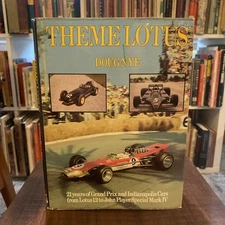 THEME LOTUS
DOUG NYE
9
21 years of Grand Prix and Indianapolis Cars
from Lotus 12 to John Player Special Mark IV